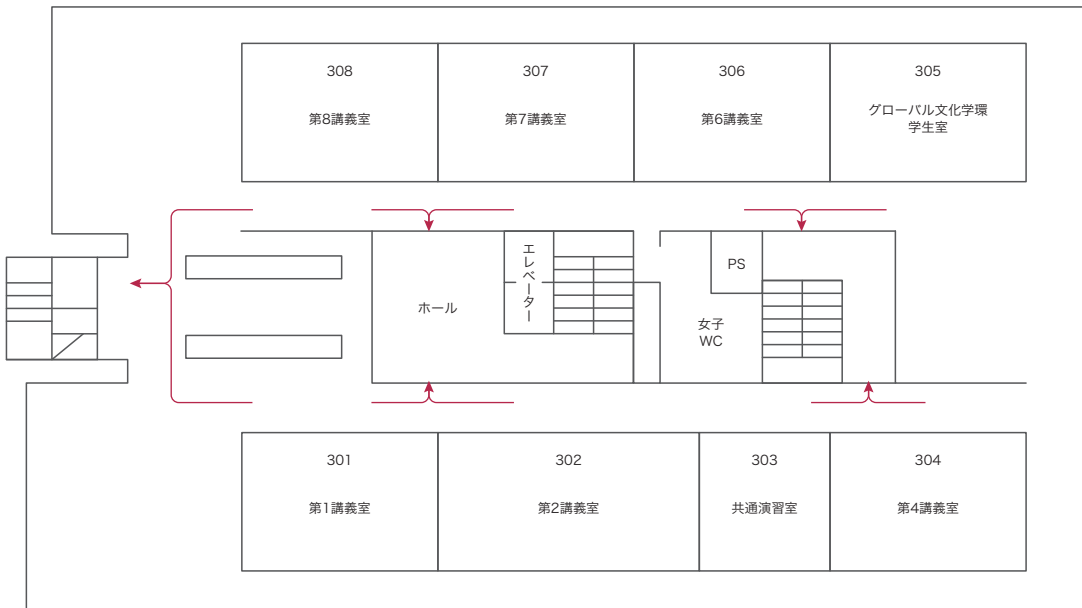 308
第8講義室
307
第7講義室
306
第6講義室
305
グローバル文化学環
学生室
エレベーター
PS
ホール
女子
WC
301
第1講義室
302
第2講義室
303
共通演習室
304
第4講義室